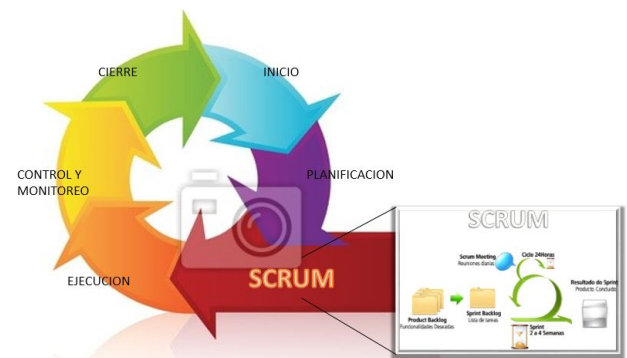 CIERRE
INICIO
CONTROL Y
MONITOREO
PLANIFICACION
EJECUCION
SCRUM
SCRUM
Scrum Meeting
Reuniones diarias
Ciclo 24Horas
Resultado do Sprint
Producto Concluido
Product Backlog
Funcionalidades Deseadas
Sprint Backlog
Lista de tareas
Sprint
2 a 4 Semanas